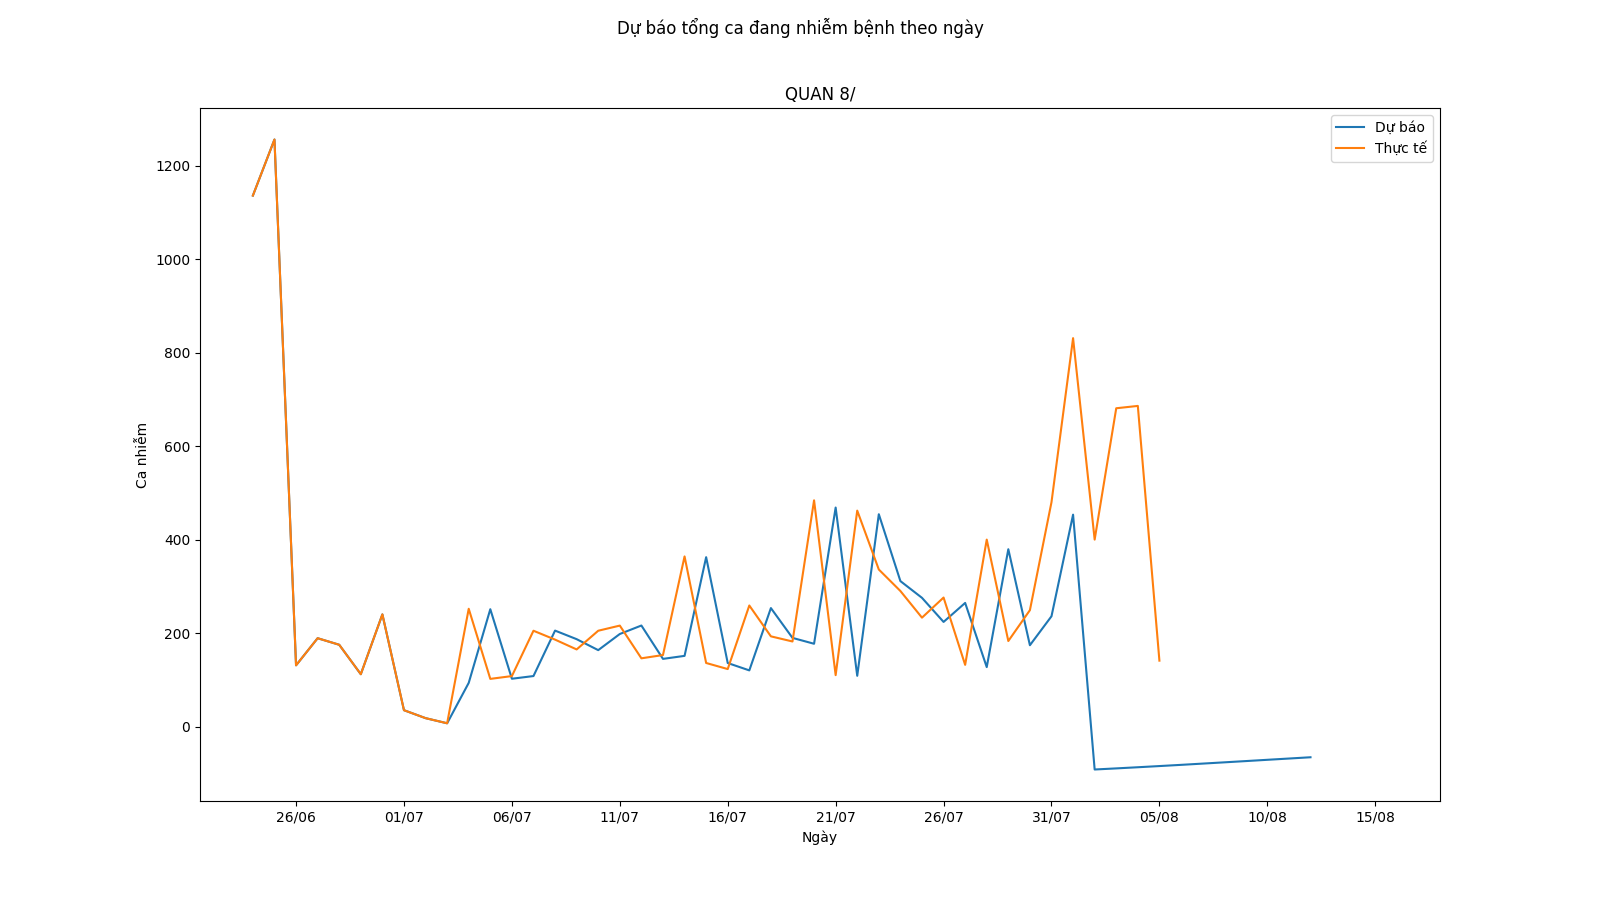 Dự báo tổng ca đang nhiễm bệnh theo ngày
QUAN 8/
Dự báo
Thực tế
1200
1000
800
600
400
200
0
Ca nhiễm
26/06 01/07 06/07 11/07 16/07 21/07 26/07 31/07 05/08 10/08 15/08
Ngày